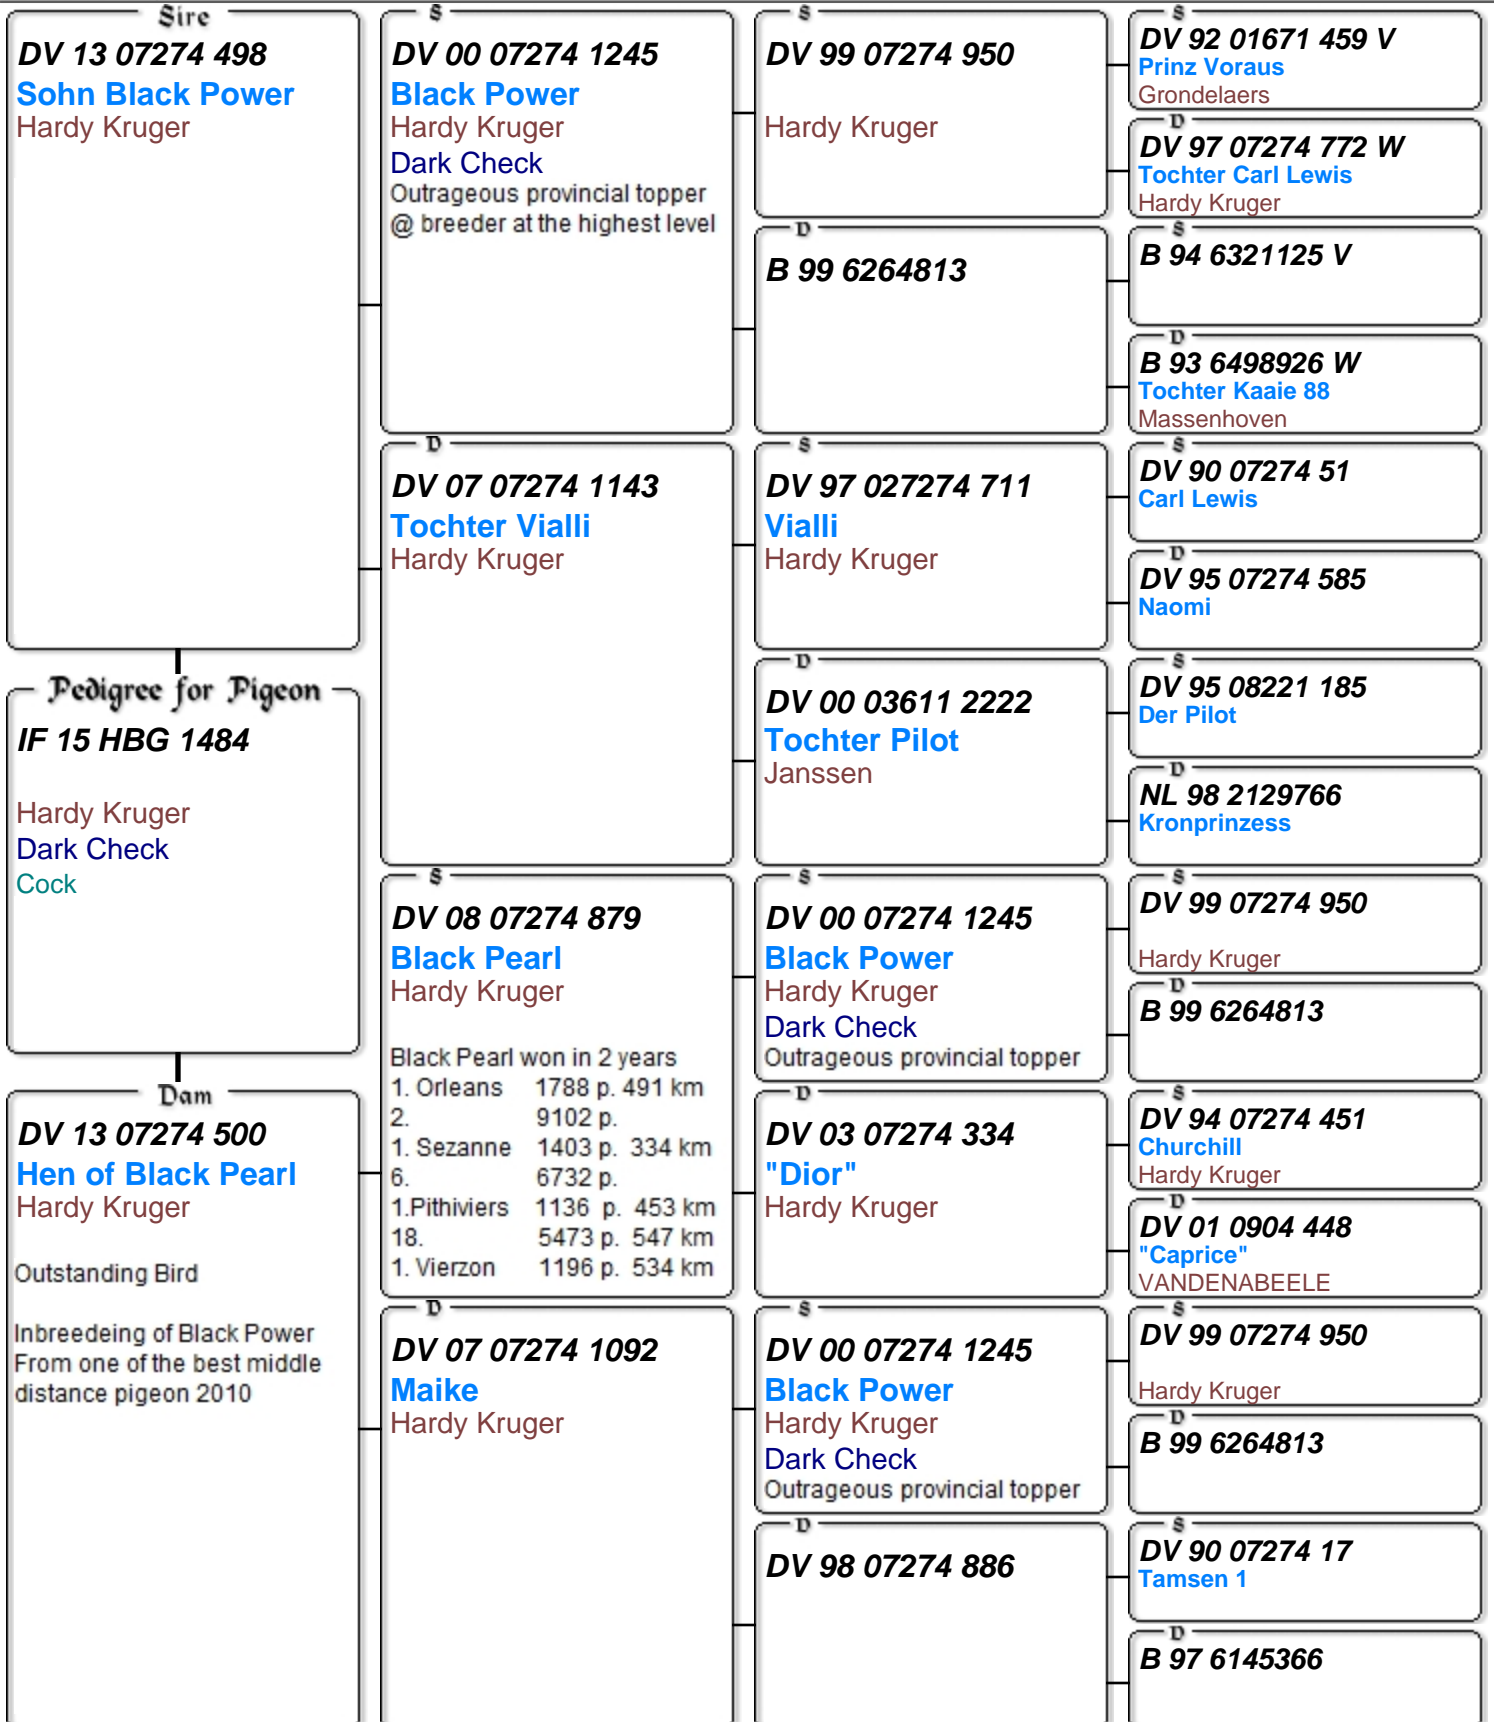 Sire
DV 13 07274 498
Sohn Black Power
Hardy Kruger
Pedigree for Pigeon
IF 15 HBG 1484
Hardy Kruger
Dark Check
Cock
Dam
DV 13 07274 500
Hen of Black Pearl
Hardy Kruger
Outstanding Bird
Inbreedeing of Black Power
From one of the best middle
distance pigeon 2010
S
DV 00 07274 1245
Black Power
Hardy Kruger
Dark Check
Outrageous provincial topper
@ breeder at the highest level
D
DV 07 07274 1143
Tochter Vialli
Hardy Kruger
S
DV 08 07274 879
Black Pearl
Hardy Kruger
Black Pearl won in 2 years
1. Orleans 1788 p. 491 km
2. 9102 p.
1. Sezanne 1403 p. 334 km
6. 6732 p.
1.Pithiviers 1136 p. 453 km
18. 5473 p. 547 km
1. Vierzon 1196 p. 534 km
D
DV 07 07274 1092
Maike
Hardy Kruger
S
DV 99 07274 950
Hardy Kruger
D
B 99 6264813
S
DV 97 027274 711
Vialli
Hardy Kruger
D
DV 00 03611 2222
Tochter Pilot
Janssen
S
DV 00 07274 1245
Black Power
Hardy Kruger
Dark Check
Outrageous provincial topper
D
DV 03 07274 334
"Dior"
Hardy Kruger
S
DV 00 07274 1245
Black Power
Hardy Kruger
Dark Check
Outrageous provincial topper
D
DV 98 07274 886
S
DV 92 01671 459 V
Prinz Voraus
Grondelaers
D
DV 97 07274 772 W
Tochter Carl Lewis
Hardy Kruger
S
B 94 6321125 V
D
B 93 6498926 W
Tochter Kaaie 88
Massenhoven
S
DV 90 07274 51
Carl Lewis
D
DV 95 07274 585
Naomi
S
DV 95 08221 185
Der Pilot
D
NL 98 2129766
Kronprinzess
S
DV 99 07274 950
Hardy Kruger
D
B 99 6264813
S
DV 94 07274 451
Churchill
Hardy Kruger
D
DV 01 0904 448
"Caprice"
VANDENABEELE
S
DV 99 07274 950
Hardy Kruger
D
B 99 6264813
S
DV 90 07274 17
Tamsen 1
D
B 97 6145366